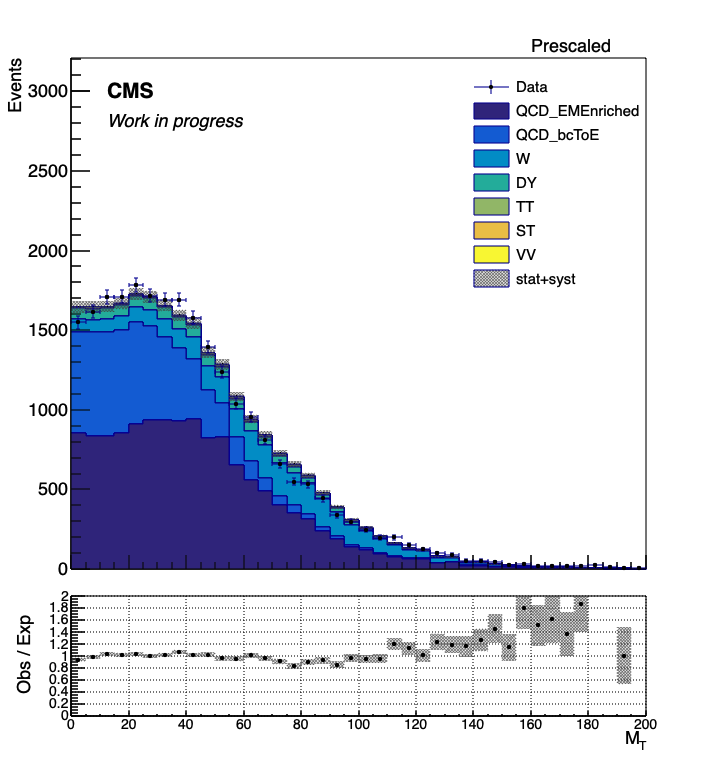 Prescaled
Events
CMS
Work in progress
Data
QCD_EMEnriched
QCD_bcToE
W
DY
TT
ST
VV
stat+syst
3000
2500
2000
1500
1000
500
0
Obs / Exp
2
1.8
1.6
1.4
1.2
1
0.8
0.6
0.4
0.2
0
0 20 40 60 80 100 120 140 160 180 200
M_T